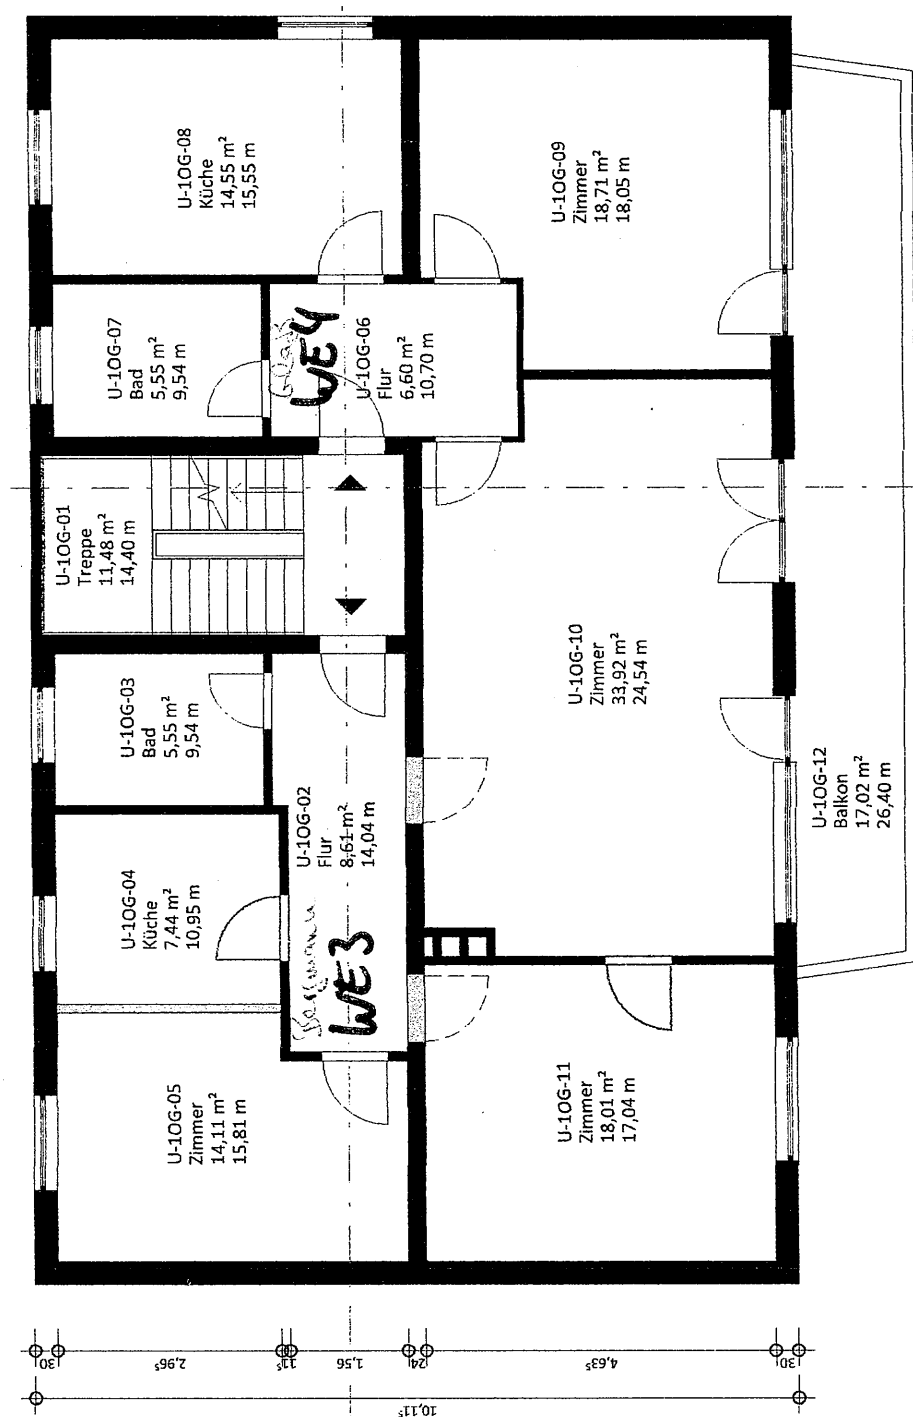 U-1OG-08
Küche
14,55 m²
15,55 m
U-1OG-09
Zimmer
18,71 m²
18,05 m
U-1OG-07
Bad
5,55 m²
9,54 m
WE4
U-1OG-06
Flur
6,60 m²
10,70 m
U-1OG-01
Treppe
11,48 m²
14,40 m
U-1OG-10
Zimmer
33,92 m²
24,54 m
U-1OG-03
Bad
5,55 m²
9,54 m
U-1OG-02
Flur
8,61 m²
14,04 m
U-1OG-12
Balkon
17,02 m²
26,40 m
U-1OG-04
Küche
7,44 m²
10,95 m
WE3
U-1OG-05
Zimmer
14,11 m²
15,81 m
U-1OG-11
Zimmer
18,01 m²
17,04 m
30
2,96⁵
11⁵
1,56
24
4,63⁵
30
10,11⁵